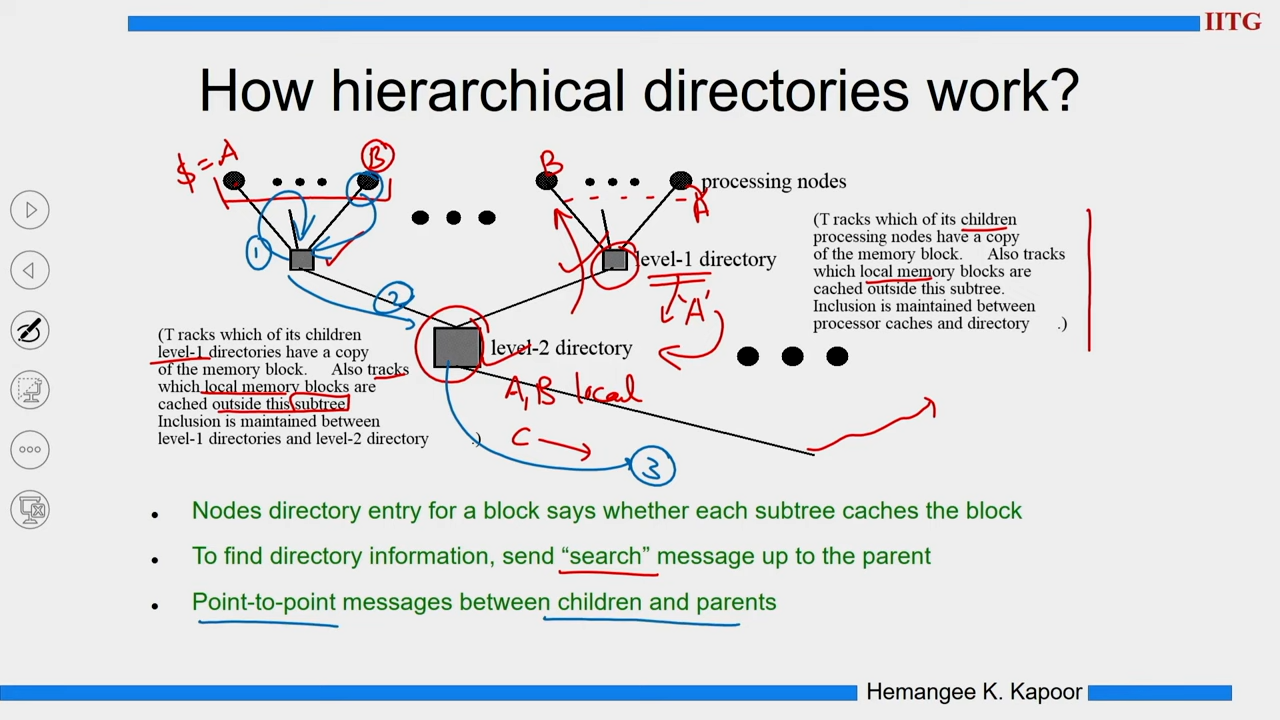 IITG
How hierarchical directories work?
$ = A
B
B
A
processing nodes
(T racks which of its children
processing nodes have a copy
of the memory block. Also tracks
which local memory blocks are
cached outside this subtree.
Inclusion is maintained between
processor caches and directory .)
1
level-1 directory
2
'A'
(T racks which of its children
level-1 directories have a copy
of the memory block. Also tracks
which local memory blocks are
cached outside this subtree.
Inclusion is maintained between
level-1 directories and level-2 directory .)
level-2 directory
A, B local
C
3
• Nodes directory entry for a block says whether each subtree caches the block
• To find directory information, send “search” message up to the parent
• Point-to-point messages between children and parents
Hemangee K. Kapoor